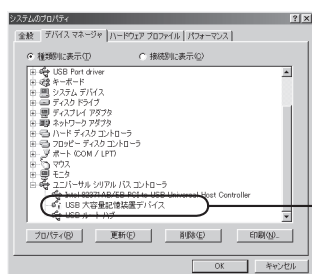 システムのプロパティ
全般 デバイス マネージャ ハードウェア プロファイル パフォーマンス
種類別に表示(T) 接続別に表示(C)
USB Port driver
キーボード
システム デバイス
ディスク ドライブ
ディスプレイ アダプタ
ネットワーク アダプタ
ハード ディスク コントローラ
フロッピー ディスク コントローラ
ポート (COM / LPT)
マウス
モニタ
ユニバーサル シリアル バス コントローラ
Intel 82371AB/EB PCI to USB Universal Host Controller
USB 大容量記憶装置デバイス
USB ルート ハブ
プロパティ(R) 更新(F) 削除(E) 印刷(N)...
OK キャンセル